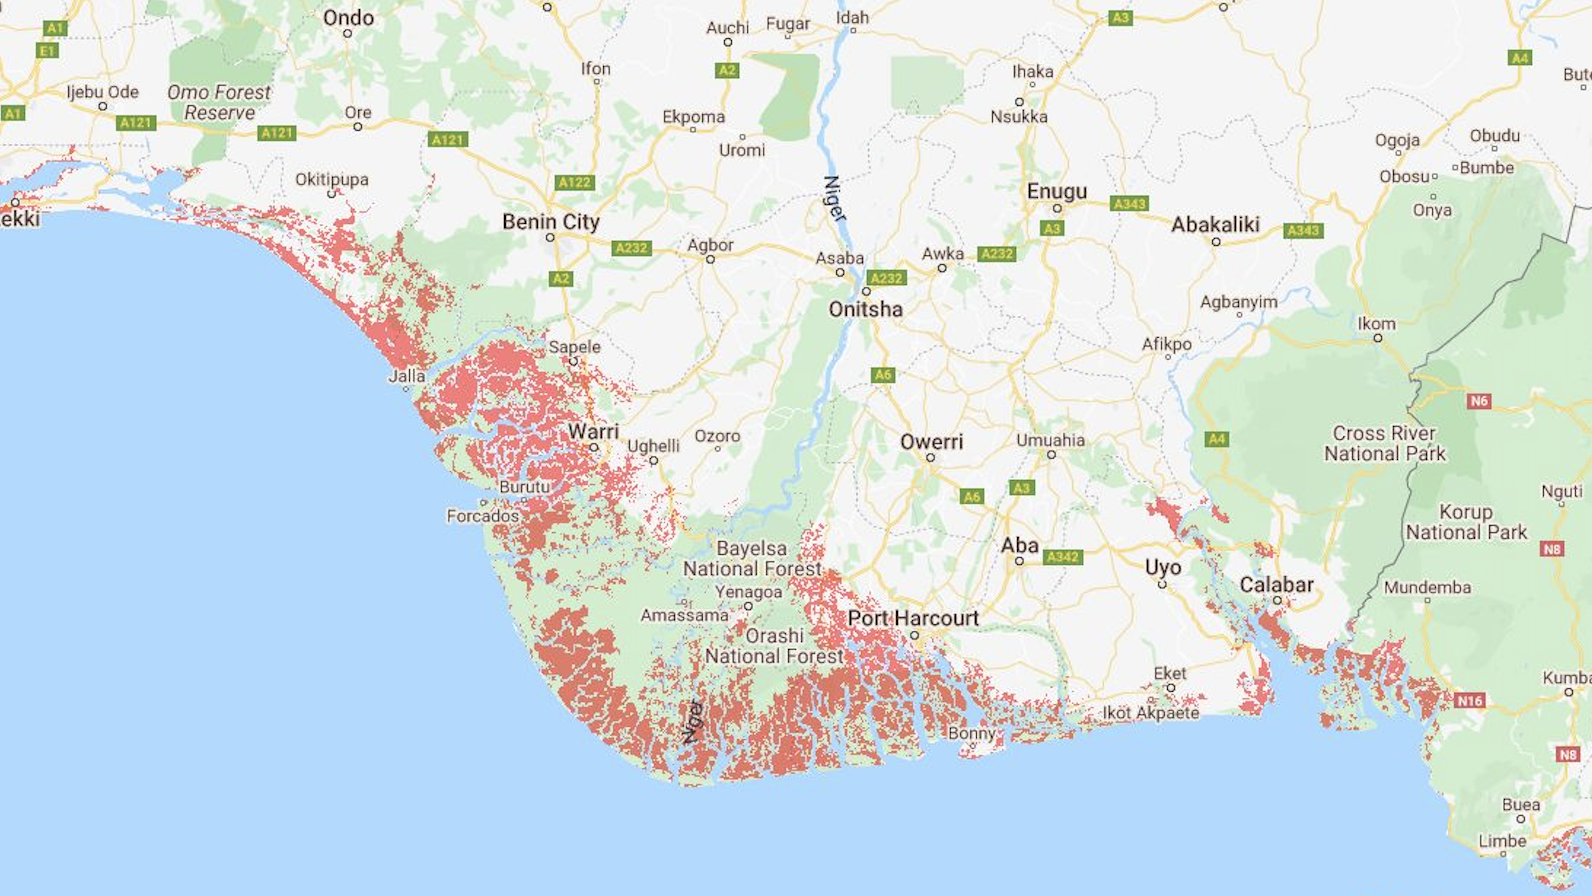 Ondo
Auchi
Fugar
Idah
A3
A1
E1
A4
Ifon
A2
Ihaka
Ijebu Ode
Omo Forest
Reserve
Nsukka
A1
A121
A121
Ore
A121
Ekpoma
Uromi
Ogoja
Obudu
Obosu
Bumbe
Okitipupa
A122
Niger
Enugu
A343
Onya
ekki
Benin City
A232
Agbor
Asaba
Awka
A232
A3
Abakaliki
A343
A2
A232
Onitsha
Agbanyim
Ikom
Sapele
Afikpo
Jalla
A6
N6
Warri
Ughelli
Ozoro
Owerri
Umuahia
A4
Cross River
National Park
Burutu
Forcados
A6
A3
Nguti
Korup
National Park
Bayelsa
National Forest
Aba
A342
N8
Uyo
Calabar
Mundemba
Yenagoa
Amassama
Port Harcourt
Orashi
National Forest
Eket
Kumba
Niger
Ikot Akpaete
N16
Bonny
N8
Buea
Limbe